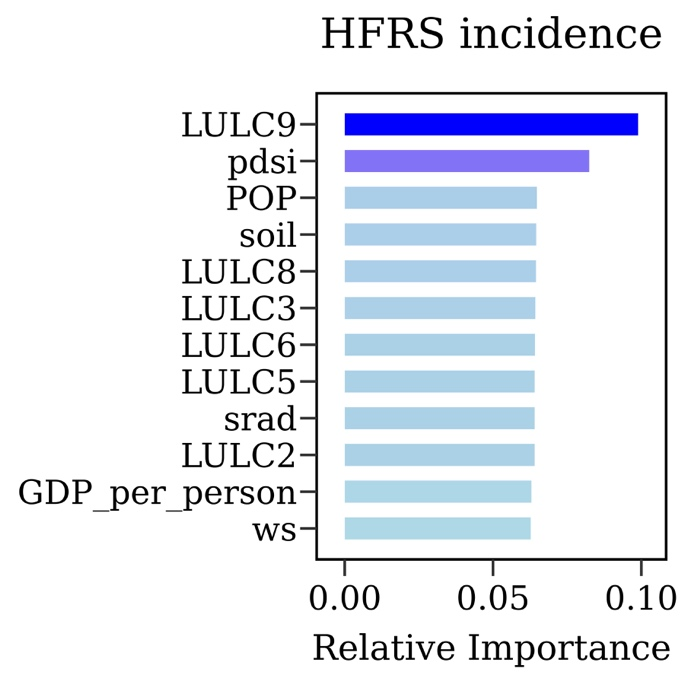 HFRS incidence
LULC9
pdsi
POP
soil
LULC8
LULC3
LULC6
LULC5
srad
LULC2
GDP_per_person
ws
0.00 0.05 0.10
Relative Importance